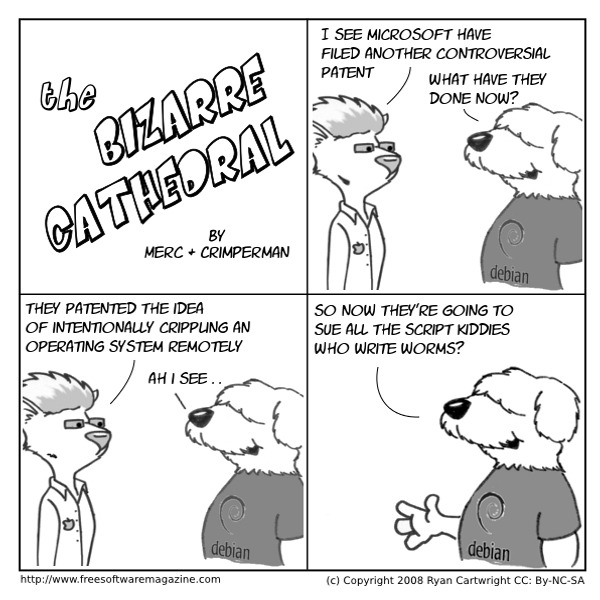 the
BIZARRE
CATHEDRAL
BY
MERC + CRIMPERMAN
I SEE MICROSOFT HAVE
FILED ANOTHER CONTROVERSIAL
PATENT
WHAT HAVE THEY
DONE NOW?
debian
THEY PATENTED THE IDEA
OF INTENTIONALLY CRIPPLING AN
OPERATING SYSTEM REMOTELY
AH I SEE . .
debian
SO NOW THEY'RE GOING TO
SUE ALL THE SCRIPT KIDDIES
WHO WRITE WORMS?
debian
http://www.freesoftwaremagazine.com
(c) Copyright 2008 Ryan Cartwright CC: By-NC-SA